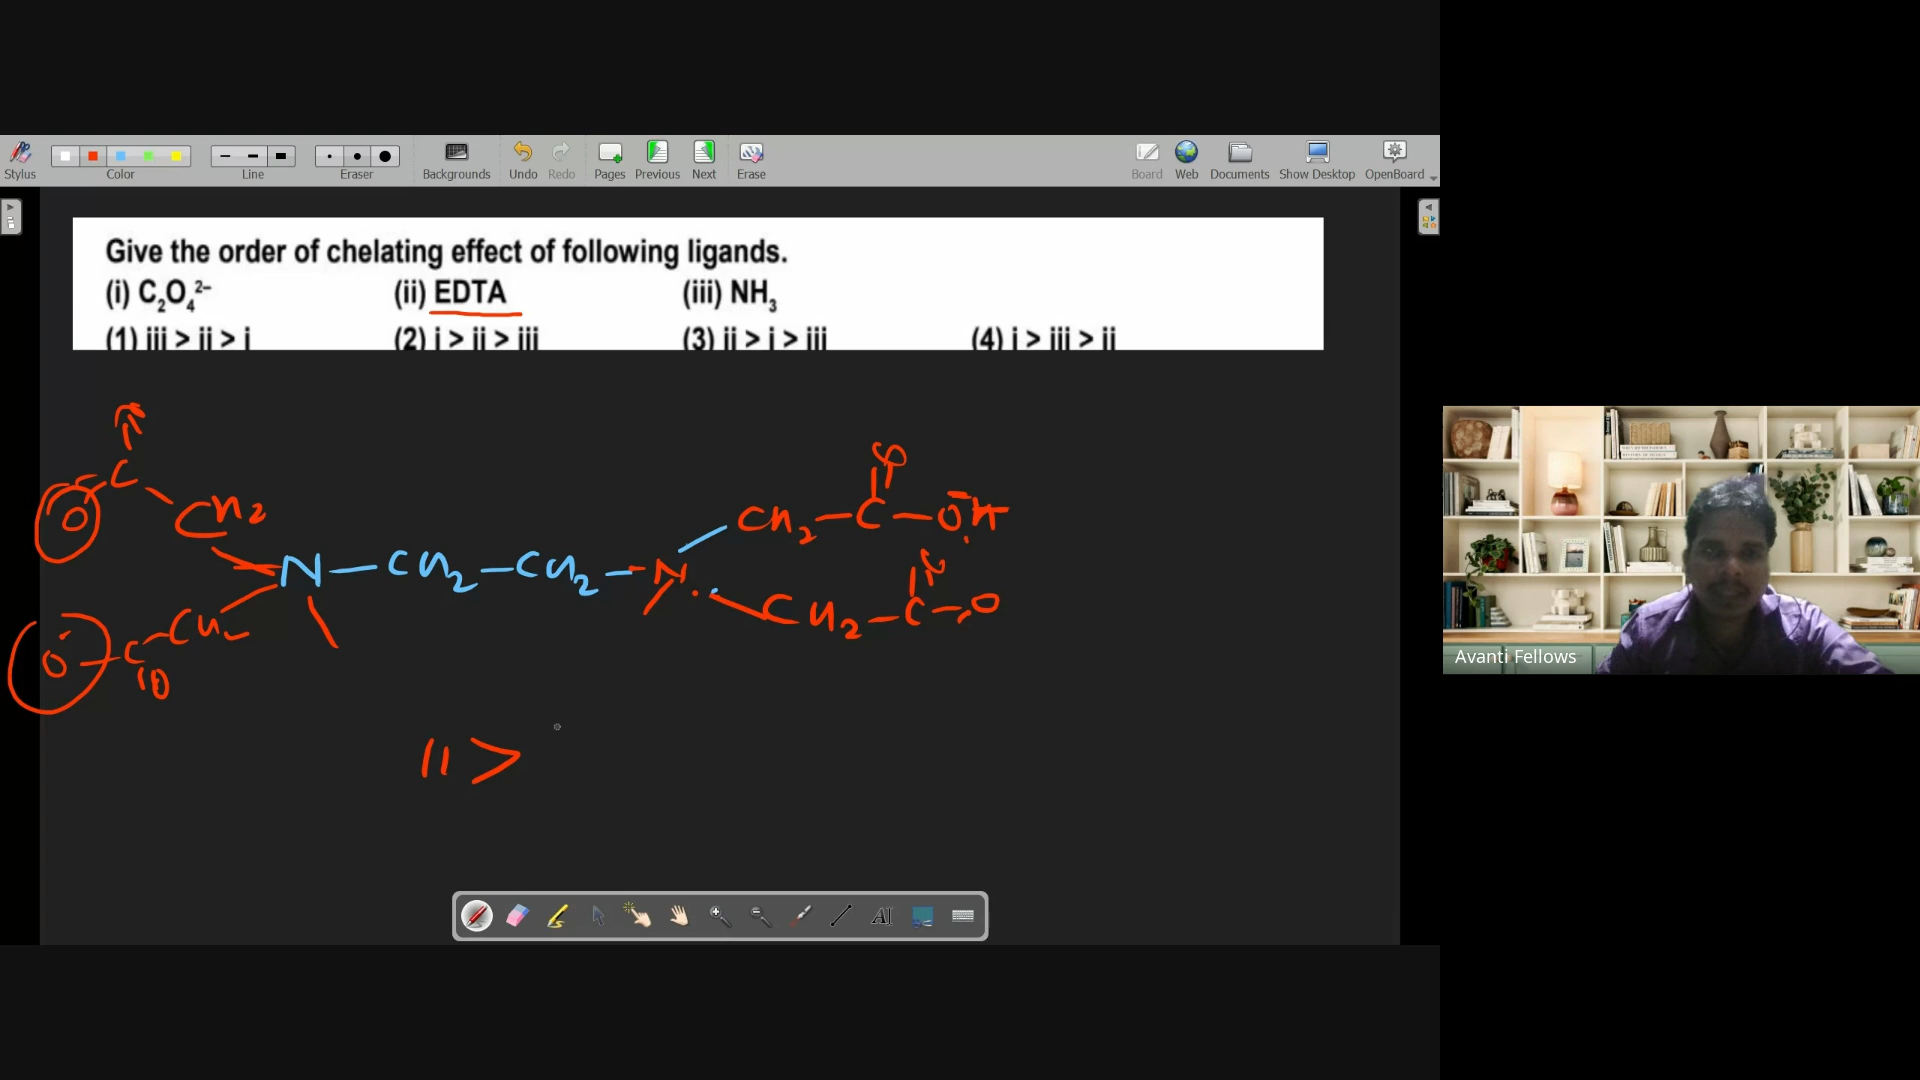 Stylus Color Line Eraser Backgrounds Undo Redo Pages Previous Next Erase Board Web Documents Show Desktop OpenBoard
Give the order of chelating effect of following ligands.
(i) C₂O₄²⁻ (ii) EDTA (iii) NH₃
(1) iii > ii > i (2) i > ii > iii (3) ii > i > iii (4) i > iii > ii
C
O
CH₂ CH₂–C–OH
N–CH₂–CH₂–N
CH₂–C–O
O–C–CH₂
ii >
Avanti Fellows